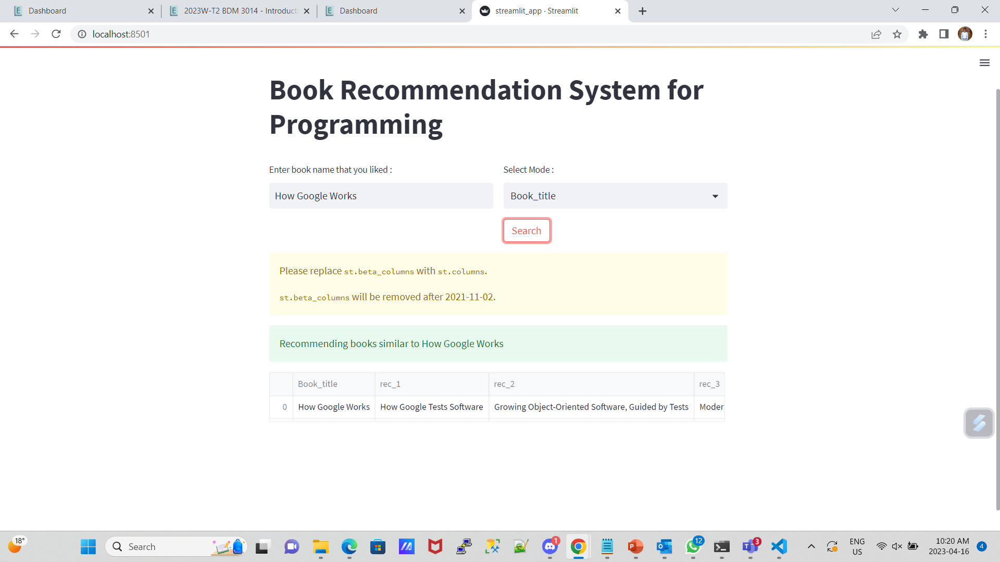 Dashboard
2023W-T2 BDM 3014 - Introduct
Dashboard
streamlit_app · Streamlit
localhost:8501
Book Recommendation System for
Programming
Enter book name that you liked :
Select Mode :
How Google Works
Book_title
Search
Please replace st.beta_columns with st.columns.
st.beta_columns will be removed after 2021-11-02.
Recommending books similar to How Google Works
Book_title rec_1 rec_2 rec_3
0 How Google Works How Google Tests Software Growing Object-Oriented Software, Guided by Tests Moder
18°
Search
1
12
3
ENG
US
10:20 AM
2023-04-16
4